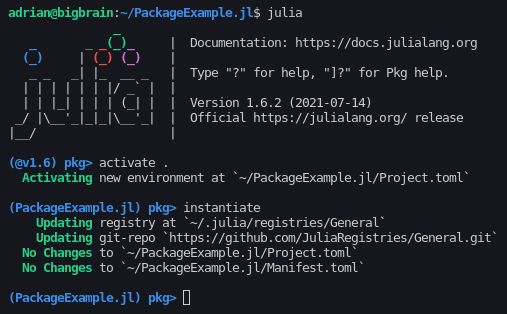 adrian@bigbrain:~/PackageExample.jl$ julia
               _
   _       _ _(_)_     |  Documentation: https://docs.julialang.org
  (_)     | (_) (_)    |
   _ _   _| |_  __ _   |  Type "?" for help, "]?" for Pkg help.
  | | | | | | |/ _` |  |
  | | |_| | | | (_| |  |  Version 1.6.2 (2021-07-14)
 _/ |\__'_|_|_|\__'_|  |  Official https://julialang.org/ release
|__/                   |
(@v1.6) pkg> activate .
  Activating new environment at `~/PackageExample.jl/Project.toml`
(PackageExample.jl) pkg> instantiate
    Updating registry at `~/.julia/registries/General`
    Updating git-repo `https://github.com/JuliaRegistries/General.git`
  No Changes to `~/PackageExample.jl/Project.toml`
  No Changes to `~/PackageExample.jl/Manifest.toml`
(PackageExample.jl) pkg>